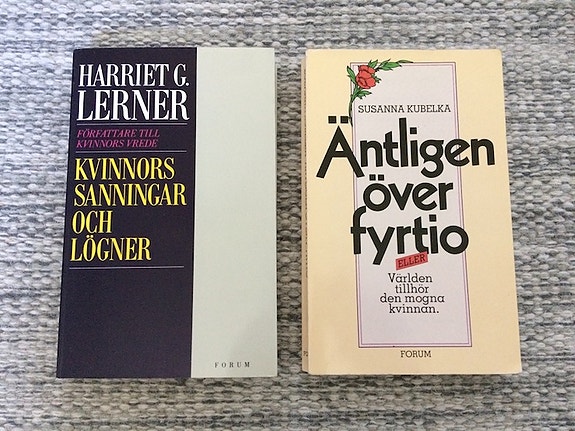 HARRIET G.
LERNER
FÖRFATTARE TILL
KVINNORS VREDE
KVINNORS
SANNINGAR
OCH
LÖGNER
FORUM
SUSANNA KUBELKA
Äntligen
över
fyrtio
ELLER
Världen
tillhör
den mogna
kvinnan.
FORUM